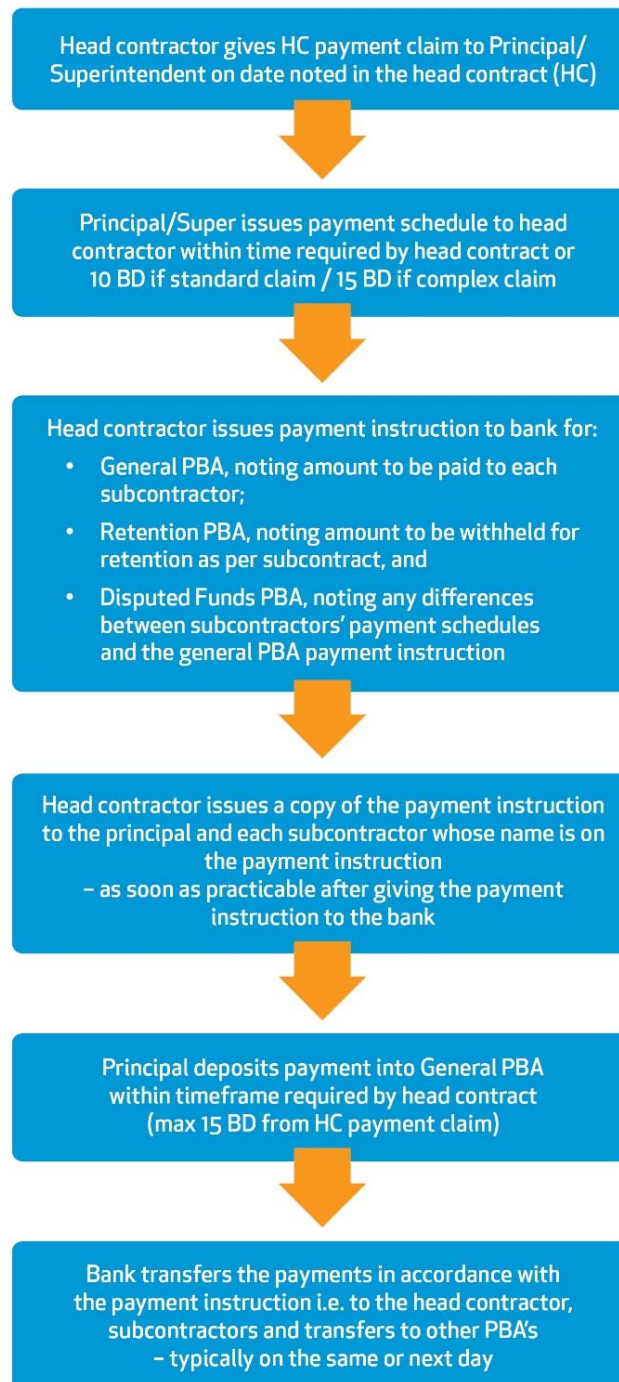 Head contractor gives HC payment claim to Principal/
Superintendent on date noted in the head contract (HC)
Principal/Super issues payment schedule to head
contractor within time required by head contract or
10 BD if standard claim / 15 BD if complex claim
Head contractor issues payment instruction to bank for:
• General PBA, noting amount to be paid to each
subcontractor;
• Retention PBA, noting amount to be withheld for
retention as per subcontract, and
• Disputed Funds PBA, noting any differences
between subcontractors' payment schedules
and the general PBA payment instruction
Head contractor issues a copy of the payment instruction
to the principal and each subcontractor whose name is on
the payment instruction
– as soon as practicable after giving the payment
instruction to the bank
Principal deposits payment into General PBA
within timeframe required by head contract
(max 15 BD from HC payment claim)
Bank transfers the payments in accordance with
the payment instruction i.e. to the head contractor,
subcontractors and transfers to other PBA's
– typically on the same or next day